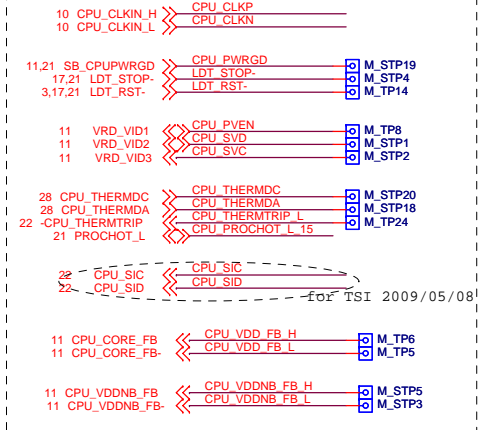 10 CPU_CLKIN_H CPU_CLKP
10 CPU_CLKIN_L CPU_CLKN
11,21 SB_CPUPWRGD CPU_PWRGD M_STP19
17,21 LDT_STOP- LDT_STOP- M_STP4
3,17,21 LDT_RST- LDT_RST- M_TP14
11 VRD_VID1 CPU_PVEN M_TP8
11 VRD_VID2 CPU_SVD M_STP1
11 VRD_VID3 CPU_SVC M_STP2
28 CPU_THERMDC CPU_THERMDC M_STP20
28 CPU_THERMDA CPU_THERMDA M_STP18
22 -CPU_THERMTRIP CPU_THERMTRIP_L M_TP24
21 PROCHOT_L CPU_PROCHOT_L_15
22 CPU_SIC CPU_SIC
22 CPU_SID CPU_SID
for TSI 2009/05/08
11 CPU_CORE_FB CPU_VDD_FB_H M_TP6
11 CPU_CORE_FB- CPU_VDD_FB_L M_TP5
11 CPU_VDDNB_FB CPU_VDDNB_FB_H M_STP5
11 CPU_VDDNB_FB- CPU_VDDNB_FB_L M_STP3